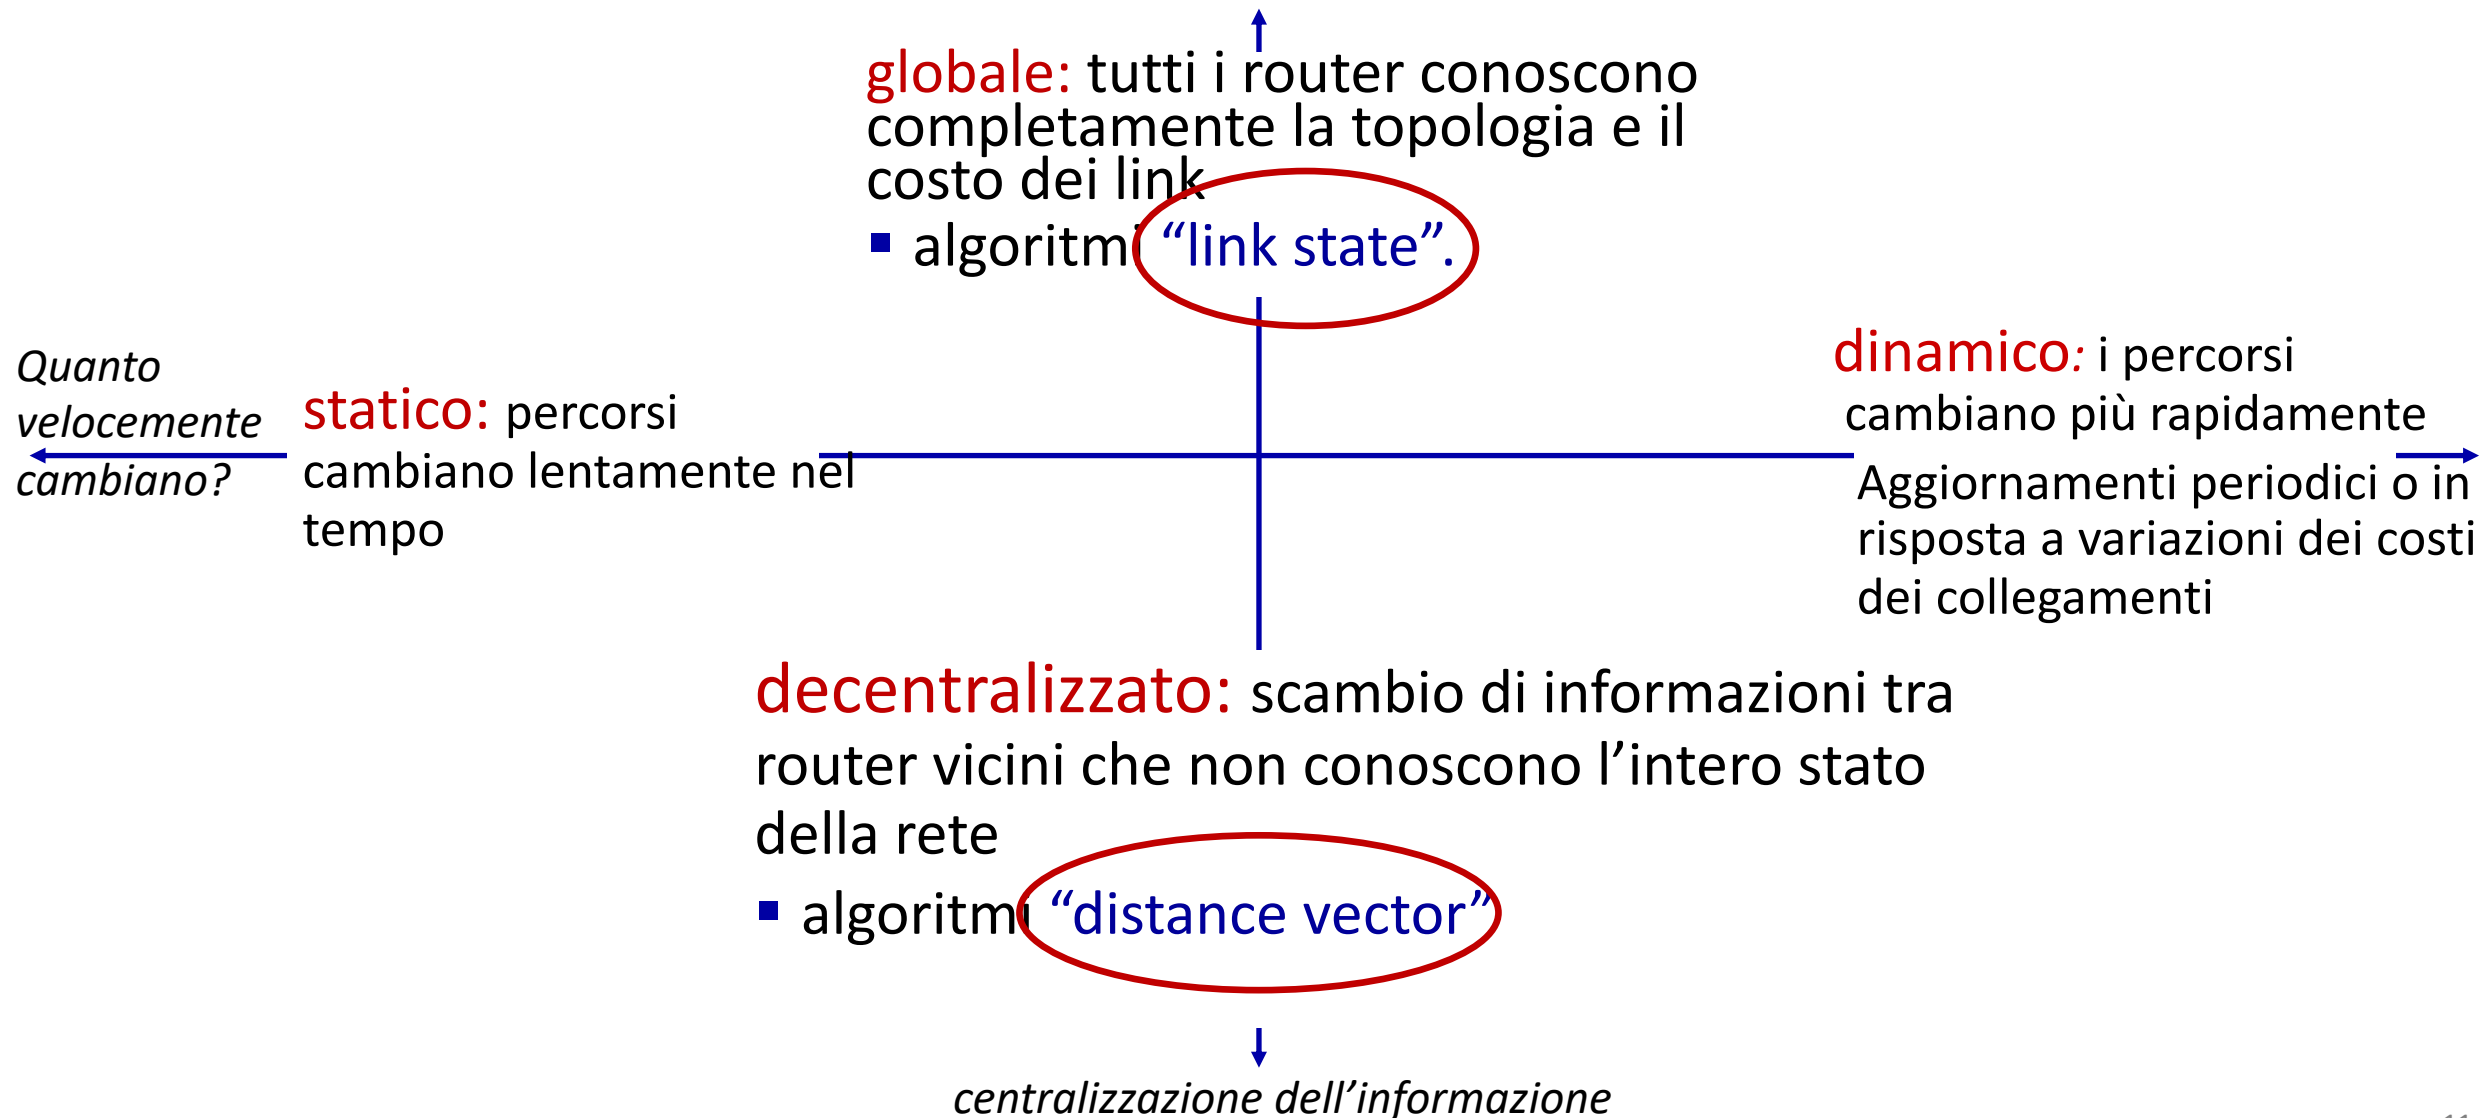 globale: tutti i router conoscono
completamente la topologia e il
costo dei link
▪ algoritmi “link state”.
Quanto
velocemente
cambiano?
statico: percorsi
cambiano lentamente nel
tempo
dinamico: i percorsi
cambiano più rapidamente
Aggiornamenti periodici o in
risposta a variazioni dei costi
dei collegamenti
decentralizzato: scambio di informazioni tra
router vicini che non conoscono l’intero stato
della rete
▪ algoritmi “distance vector”
centralizzazione dell’informazione